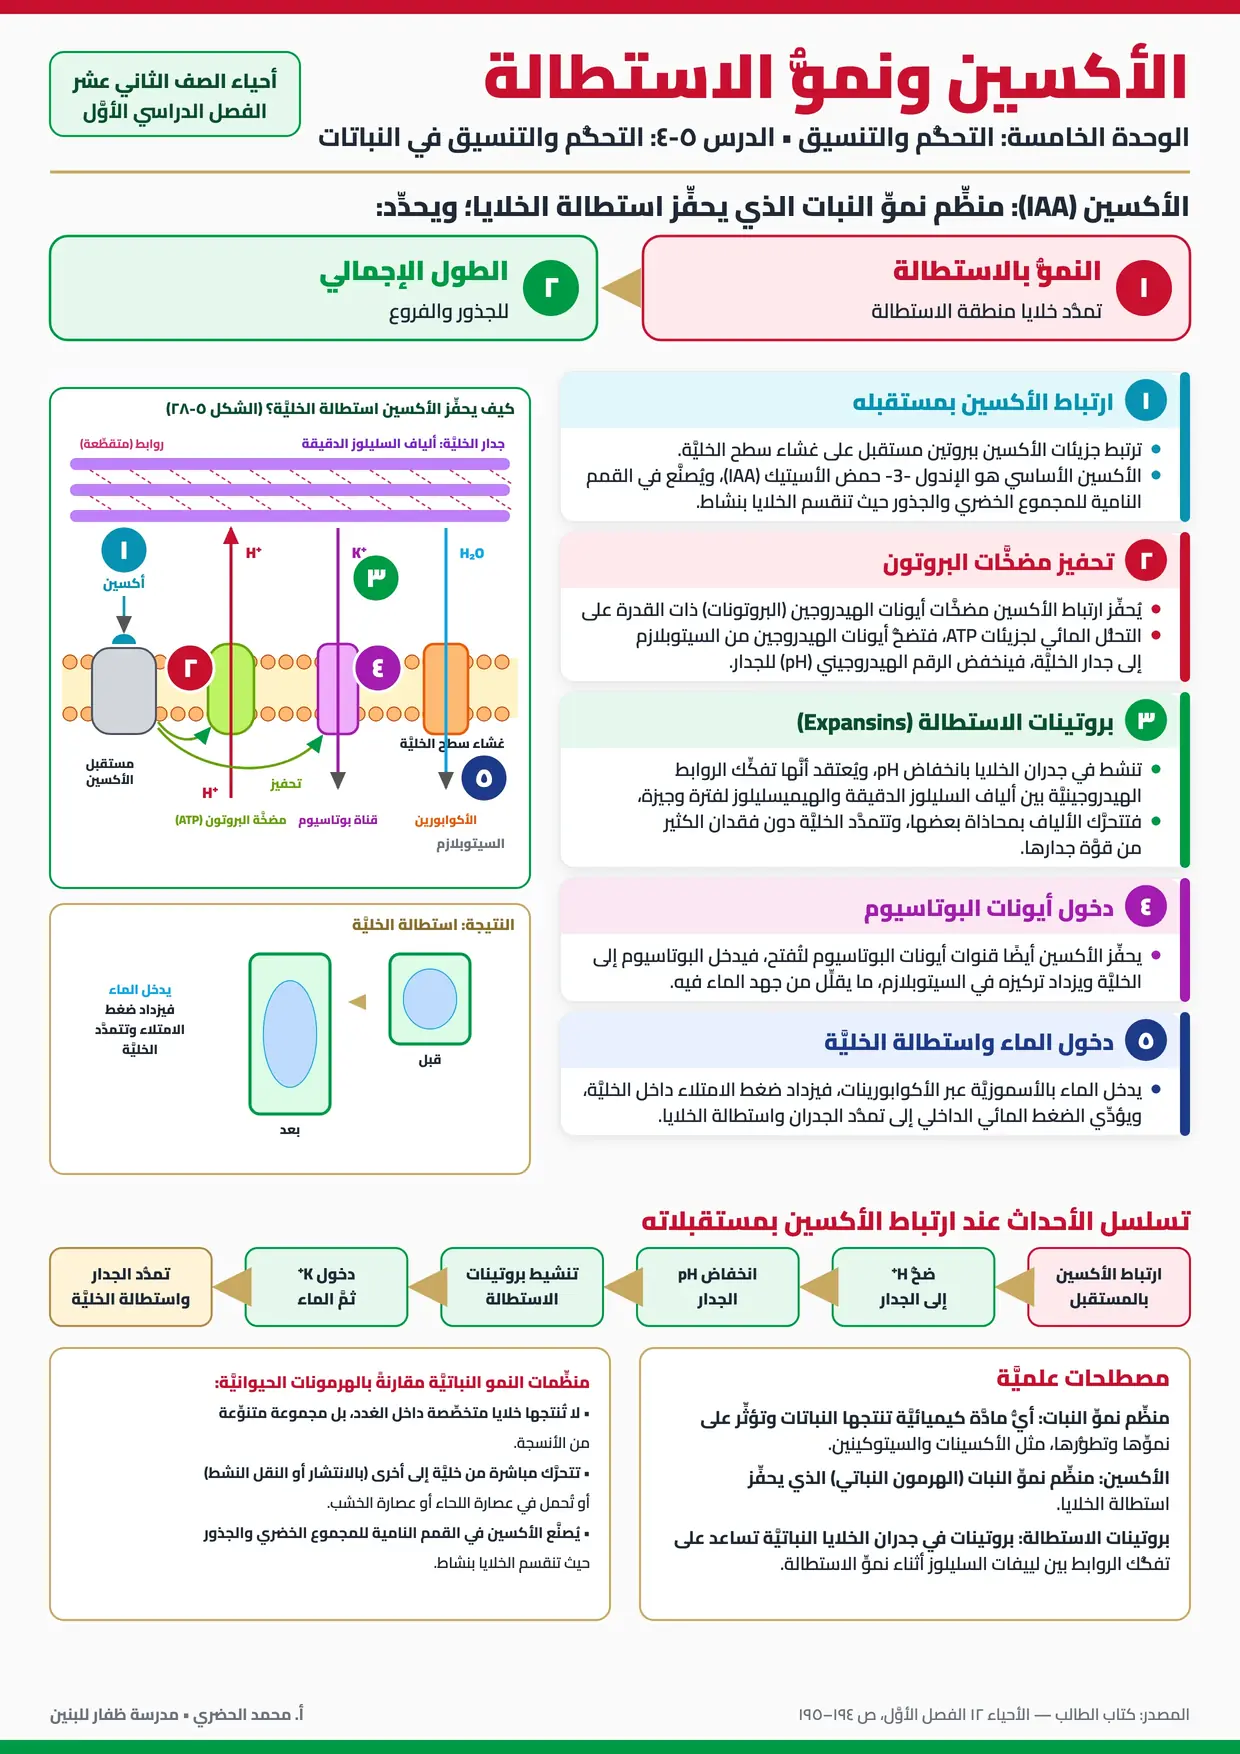 الأكسين ونموُّ الاستطالة
أحياء الصف الثاني عشر
الفصل الدراسي الأوَّل
الوحدة الخامسة: التحكُّم والتنسيق • الدرس ٥-٤: التحكُّم والتنسيق في النباتات
الأكسين (IAA): منظِّم نموِّ النبات الذي يحفِّز استطالة الخلايا؛ ويحدِّد:
١
النموُّ بالاستطالة
تمدُّد خلايا منطقة الاستطالة
٢
الطول الإجمالي
للجذور والفروع
١
ارتباط الأكسين بمستقبله
• ترتبط جزيئات الأكسين ببروتين مستقبل على غشاء سطح الخليَّة.
• الأكسين الأساسي هو الإندول -3- حمض الأسيتيك (IAA)، ويُصنَّع في القمم
النامية للمجموع الخضري والجذور حيث تنقسم الخلايا بنشاط.
٢
تحفيز مضخَّات البروتون
• يُحفِّز ارتباط الأكسين مضخَّات أيونات الهيدروجين (البروتونات) ذات القدرة على
• التحلُّل المائي لجزيئات ATP، فتضخُّ أيونات الهيدروجين من السيتوبلازم
إلى جدار الخليَّة، فينخفض الرقم الهيدروجيني (pH) للجدار.
٣
بروتينات الاستطالة (Expansins)
• تنشط في جدران الخلايا بانخفاض pH، ويُعتقد أنَّها تفكِّك الروابط
الهيدروجينيَّة بين ألياف السليلوز الدقيقة والهيميسليلوز لفترة وجيزة،
• فتتحرَّك الألياف بمحاذاة بعضها، وتتمدَّد الخليَّة دون فقدان الكثير
من قوَّة جدارها.
٤
دخول أيونات البوتاسيوم
• يحفِّز الأكسين أيضًا قنوات أيونات البوتاسيوم لتُفتح، فيدخل البوتاسيوم إلى
الخليَّة ويزداد تركيزه في السيتوبلازم، ما يقلِّل من جهد الماء فيه.
٥
دخول الماء واستطالة الخليَّة
• يدخل الماء بالأسموزيَّة عبر الأكوابورينات، فيزداد ضغط الامتلاء داخل الخليَّة،
ويؤدِّي الضغط المائي الداخلي إلى تمدُّد الجدران واستطالة الخلايا.
كيف يحفِّز الأكسين استطالة الخليَّة؟ (الشكل ٥-٢٨)
جدار الخليَّة: ألياف السليلوز الدقيقة
روابط (متقطّعة)
١
أكسين
H⁺
K⁺
H₂O
٣
٢
٤
غشاء سطح الخليَّة
٥
مستقبل
الأكسين
تحفيز
H⁺
الأكوابورين
قناة بوتاسيوم
مضخَّة البروتون (ATP)
السيتوبلازم
النتيجة: استطالة الخليَّة
قبل
بعد
يدخل الماء
فيزداد ضغط
الامتلاء وتتمدَّد
الخليَّة
تسلسل الأحداث عند ارتباط الأكسين بمستقبلاته
ارتباط الأكسين
بالمستقبل
ضخُّ H⁺
إلى الجدار
انخفاض pH
الجدار
تنشيط بروتينات
الاستطالة
دخول K⁺
ثمَّ الماء
تمدُّد الجدار
واستطالة الخليَّة
مصطلحات علميَّة
منظِّم نموِّ النبات: أيُّ مادَّة كيميائيَّة تنتجها النباتات وتؤثِّر على
نموِّها وتطوُّرها، مثل الأكسينات والسيتوكينين.
الأكسين: منظِّم نموِّ النبات (الهرمون النباتي) الذي يحفِّز
استطالة الخلايا.
بروتينات الاستطالة: بروتينات في جدران الخلايا النباتيَّة تساعد على
تفكُّك الروابط بين لييفات السليلوز أثناء نموِّ الاستطالة.
منظِّمات النمو النباتيَّة مقارنةً بالهرمونات الحيوانيَّة:
• لا تُنتجها خلايا متخصِّصة داخل الغدد، بل مجموعة متنوِّعة
من الأنسجة.
• تتحرَّك مباشرة من خليَّة إلى أخرى (بالانتشار أو النقل النشط)
أو تُحمل في عصارة اللحاء أو عصارة الخشب.
• يُصنَّع الأكسين في القمم النامية للمجموع الخضري والجذور
حيث تنقسم الخلايا بنشاط.
المصدر: كتاب الطالب — الأحياء ١٢ الفصل الأوَّل، ص ١٩٤–١٩٥
أ. محمد الحضري • مدرسة ظفار للبنين